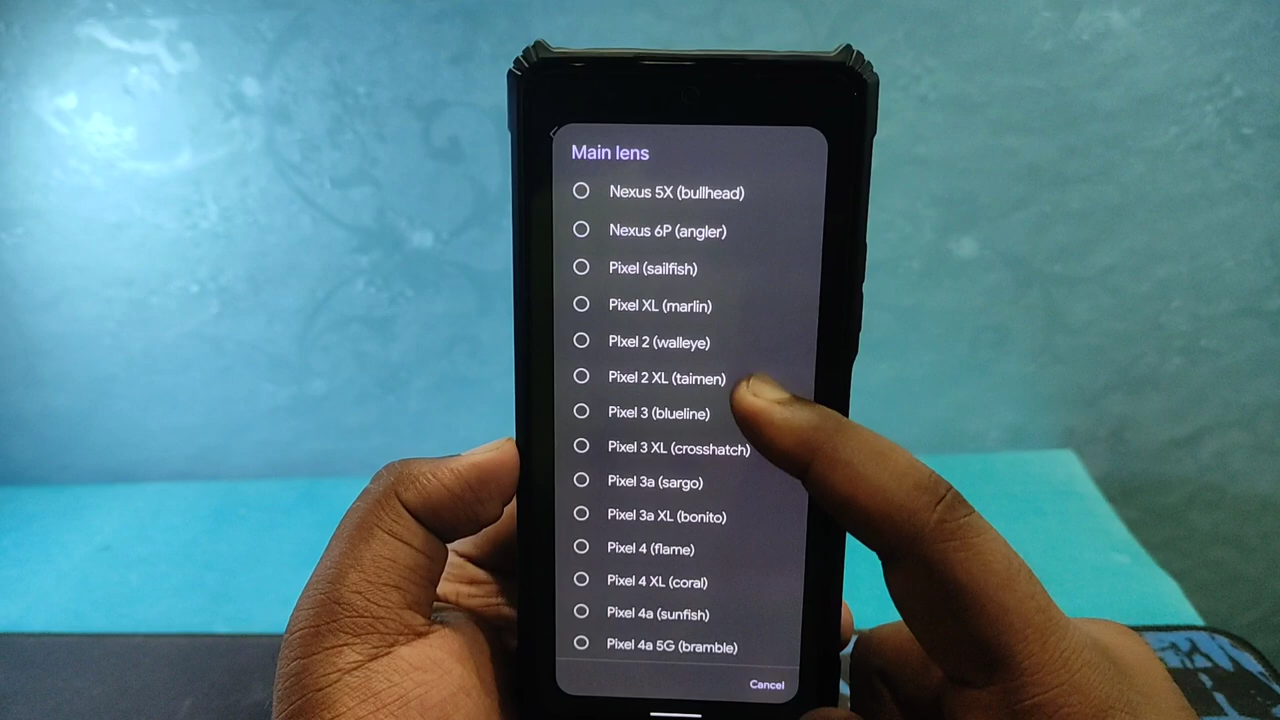 Main lens
Nexus 5X (bullhead)
Nexus 6P (angler)
Pixel (sailfish)
Pixel XL (marlin)
PIxel 2 (walleye)
Pixel 2 XL (taimen)
Pixel 3 (blueline)
Pixel 3 XL (crosshatch)
Pixel 3a (sargo)
Pixel 3a XL (bonito)
Pixel 4 (flame)
Pixel 4 XL (coral)
Pixel 4a (sunfish)
Pixel 4a 5G (bramble)
Cancel